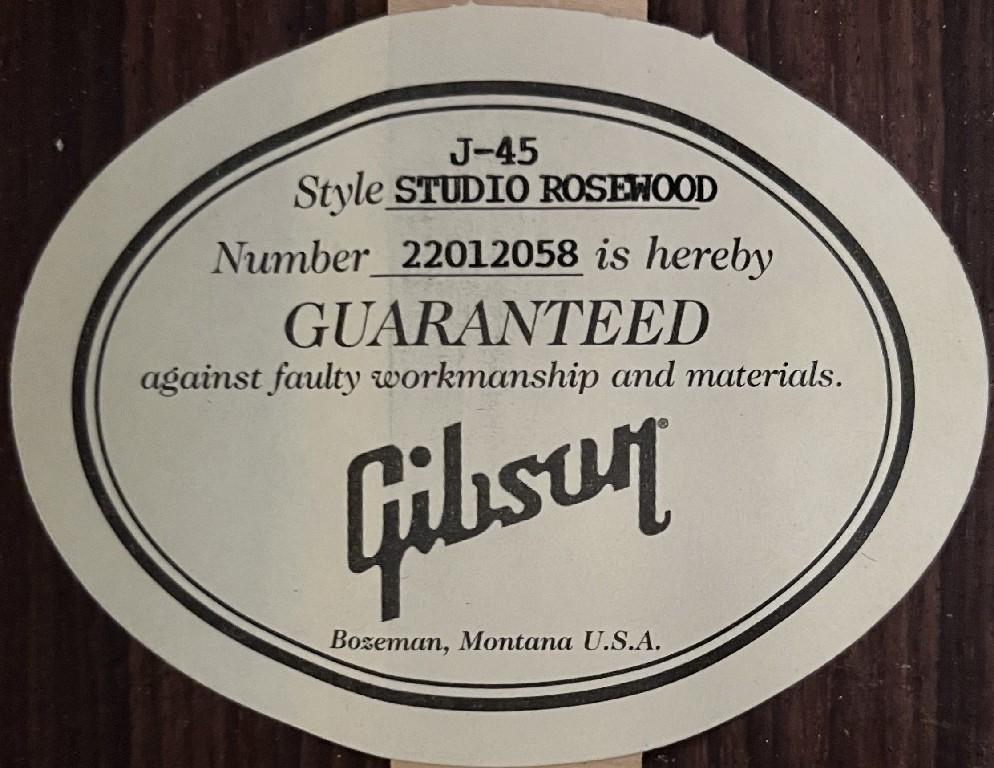 J-45
Style STUDIO ROSEWOOD
Number 22012058 is hereby
GUARANTEED
against faulty workmanship and materials.
Gibson®
Bozeman, Montana U.S.A.